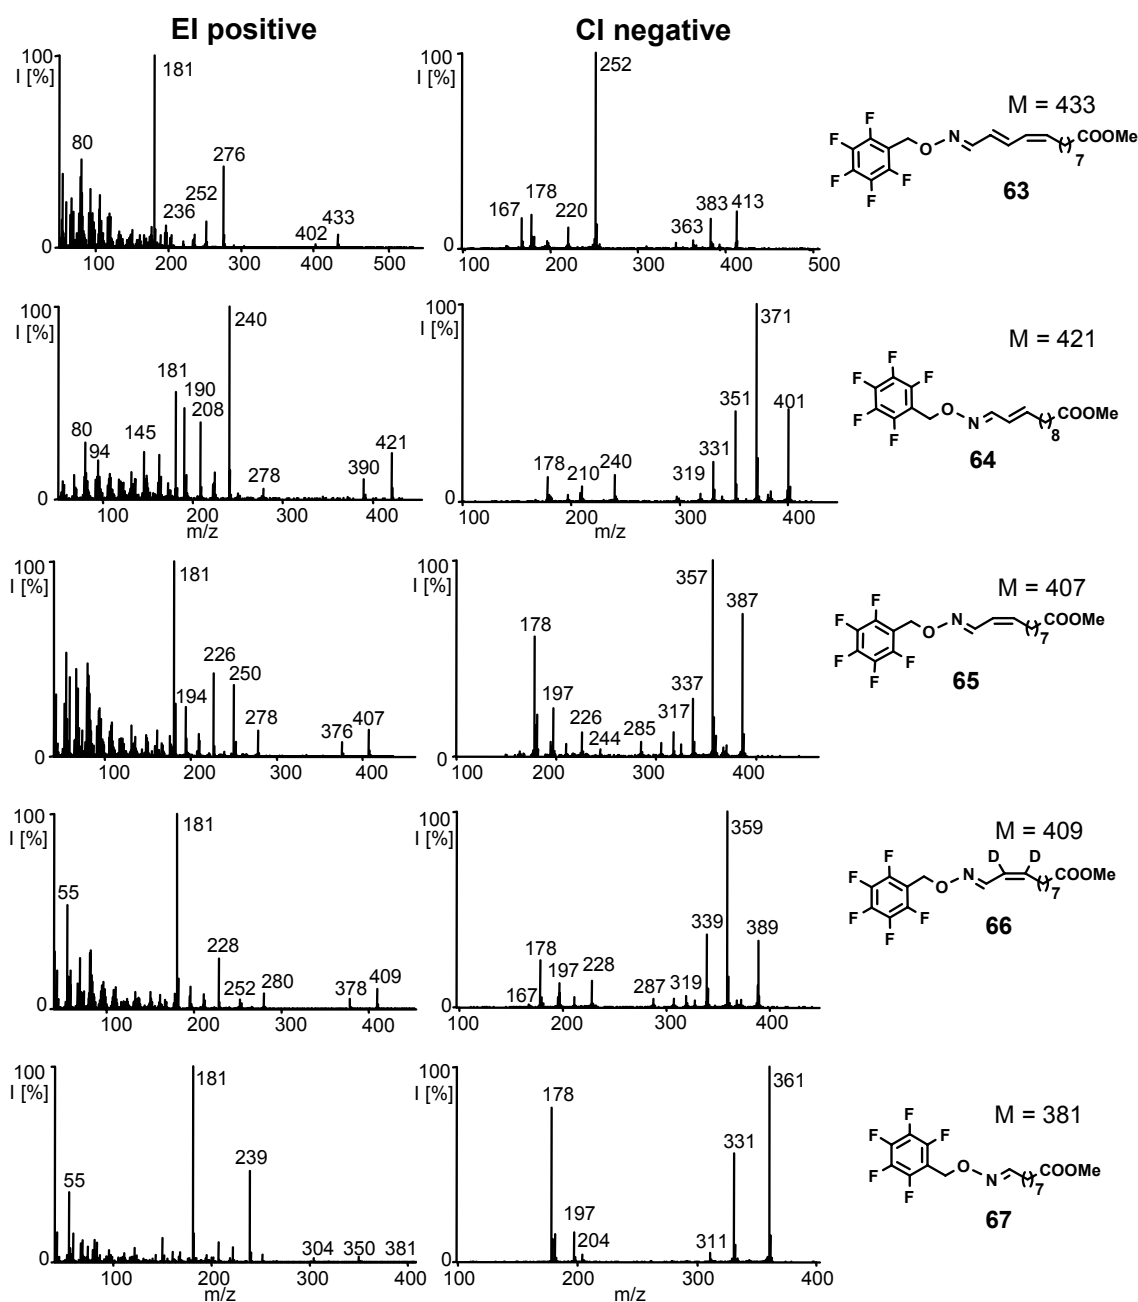 EI positive
CI negative
100
I [%]
181
80
236
252
276
402
433
0
100 200 300 400 500
100
I [%]
252
167
178
220
363
383
413
0
100 200 300 400 500
M = 433
F
F
F
F
F
O
N
( )
7
COOMe
63
100
I [%]
240
181
190
208
80
94
145
278
390
421
0
100 200 300 400
m/z
100
I [%]
371
351
401
331
319
178
210
240
0
100 200 300 400
m/z
M = 421
F
F
F
F
F
O
N
( )
8
COOMe
64
100
I [%]
181
226
250
194
278
376
407
0
100 200 300 400
100
I [%]
357
387
178
197
226
244
285
317
337
0
100 200 300 400
M = 407
F
F
F
F
F
O
N
( )
7
COOMe
65
100
I [%]
181
55
228
252
280
378
409
0
100 200 300 400
100
I [%]
359
339
389
178
197
228
167
287
319
0
100 200 300 400
M = 409
F
F
F
F
F
O
N
D
D
( )
7
COOMe
66
100
I [%]
181
239
55
304
350
381
0
100 200 300 400
m/z
100
I [%]
361
178
331
197
204
311
0
100 200 300 400
m/z
M = 381
F
F
F
F
F
O
N
( )
7
COOMe
67